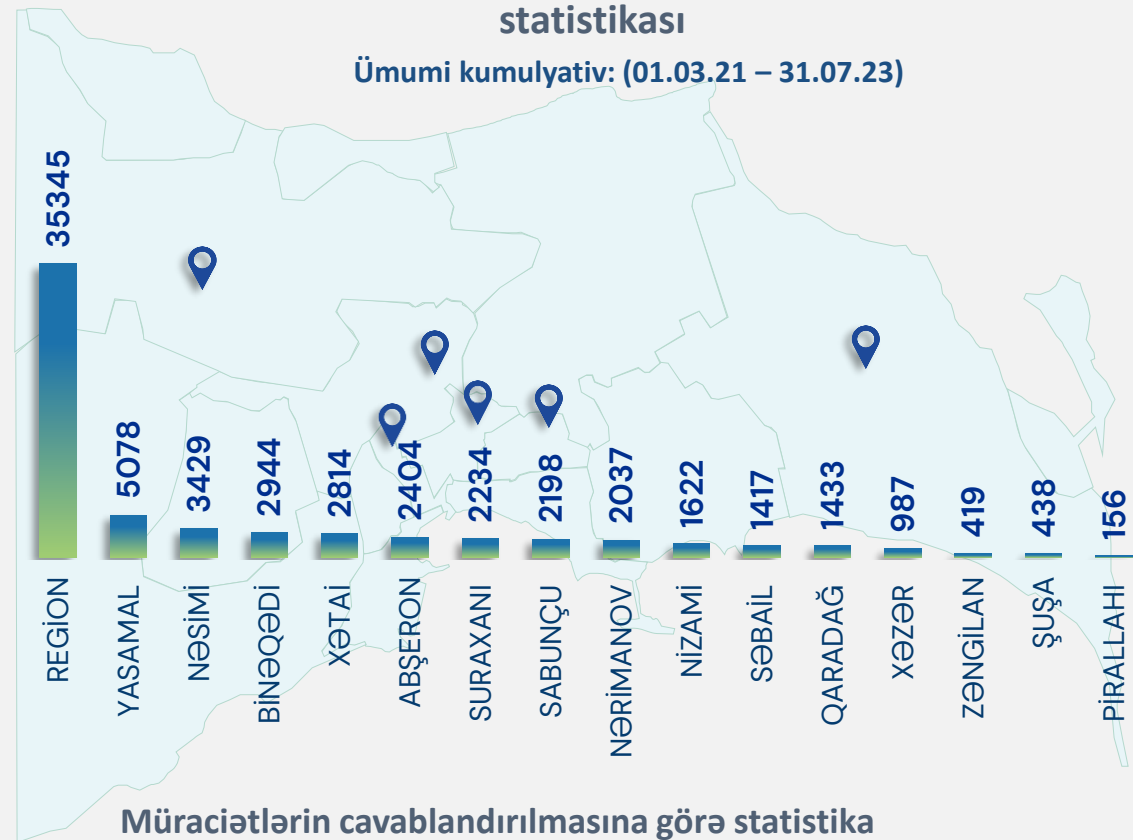 statistikası
Ümumi kumulyativ: (01.03.21 – 31.07.23)
35345
5078
3429
2944
2814
2404
2234
2198
2037
1622
1417
1433
987
419
438
156
REGİON
YASAMAL
NƏSİMİ
BİNƏQƏDİ
XƏTAİ
ABŞERON
SURAXANI
SABUNÇU
NƏRİMANOV
NİZAMİ
SƏBAİL
QARADAĞ
XƏZƏR
ZƏNGİLAN
ŞUŞA
PİRALLAHI
Müraciətlərin cavablandırılmasına görə statistika